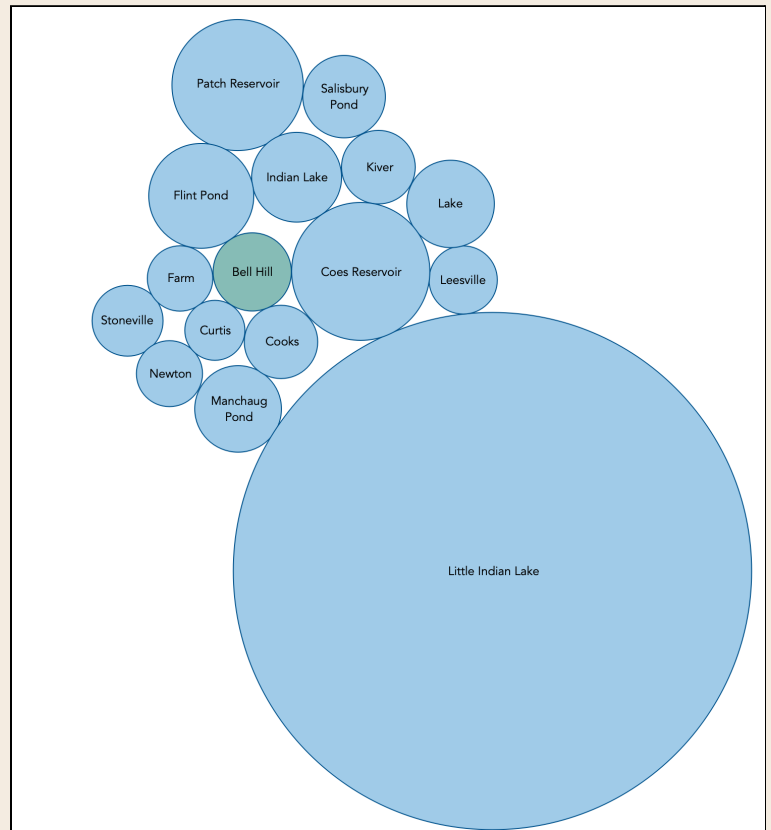 Patch Reservoir
Salisbury
Pond
Kiver
Indian Lake
Flint Pond
Lake
Farm
Bell Hill
Coes Reservoir
Leesville
Stoneville
Curtis
Cooks
Newton
Manchaug
Pond
Little Indian Lake